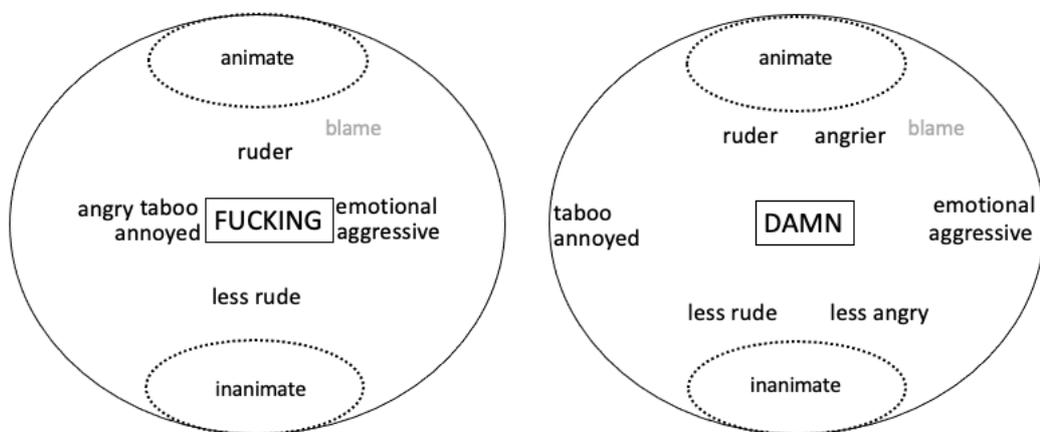 animate
blame
ruder
angry taboo
annoyed
FUCKING
emotional
aggressive
less rude
inanimate
animate
ruder angrier blame
taboo
annoyed
DAMN
emotional
aggressive
less rude less angry
inanimate